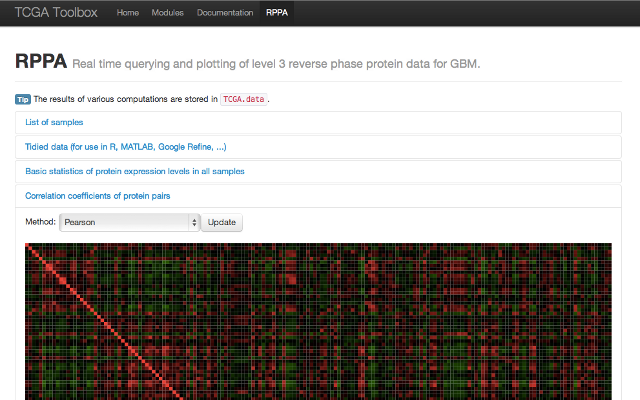 TCGA Toolbox Home Modules Documentation RPPA
RPPA Real time querying and plotting of level 3 reverse phase protein data for GBM.
Tip The results of various computations are stored in TCGA.data.
List of samples
Tidied data (for use in R, MATLAB, Google Refine, ...)
Basic statistics of protein expression levels in all samples
Correlation coefficients of protein pairs
Method: Pearson Update